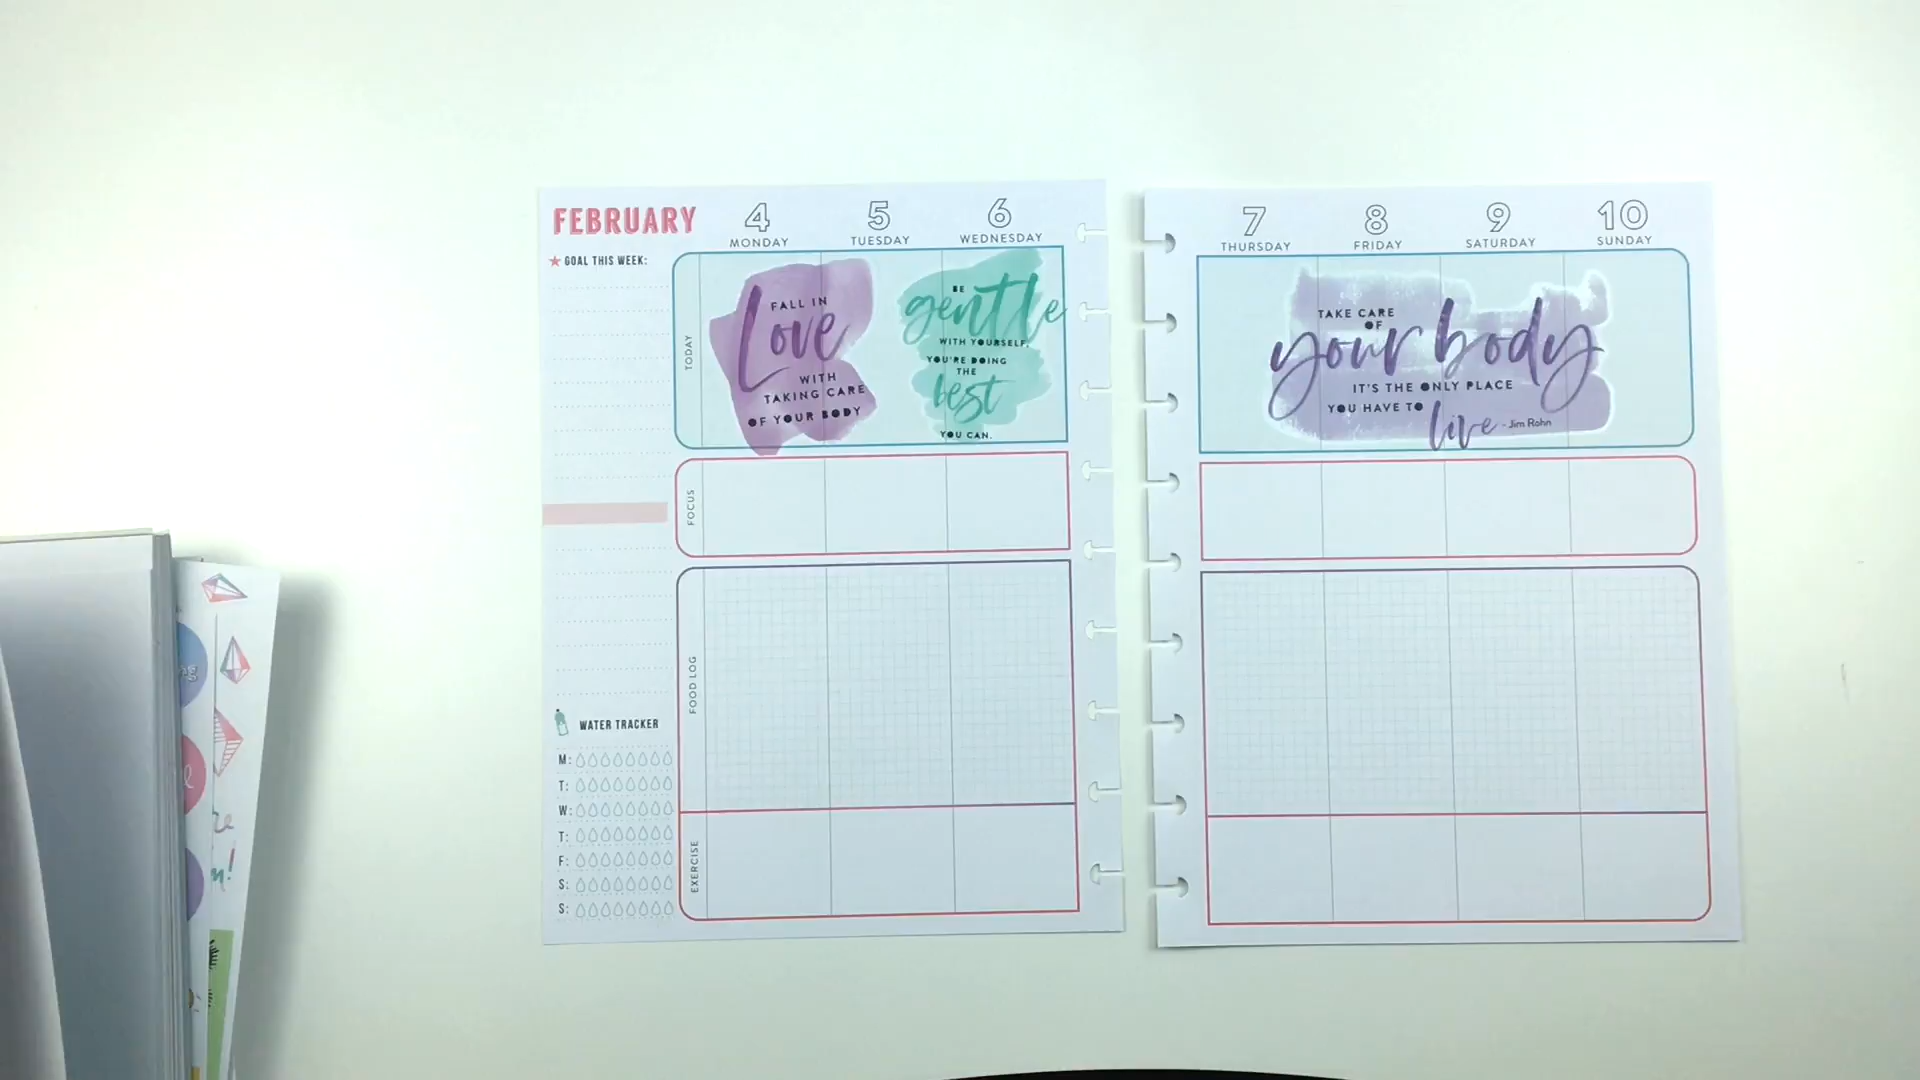 FEBRUARY
4
MONDAY
5
TUESDAY
6
WEDNESDAY
★ GOAL THIS WEEK:
TODAY
FALL IN
Love
WITH
TAKING CARE
OF YOUR BODY
BE
gentle
WITH YOURSELF,
YOU'RE DOING
THE
best
YOU CAN.
FOCUS
FOOD LOG
WATER TRACKER
M:
T:
W:
T:
F:
S:
S:
EXERCISE
7
THURSDAY
8
FRIDAY
9
SATURDAY
10
SUNDAY
TAKE CARE
OF
your body
IT'S THE ONLY PLACE
YOU HAVE TO
live - Jim Rohn